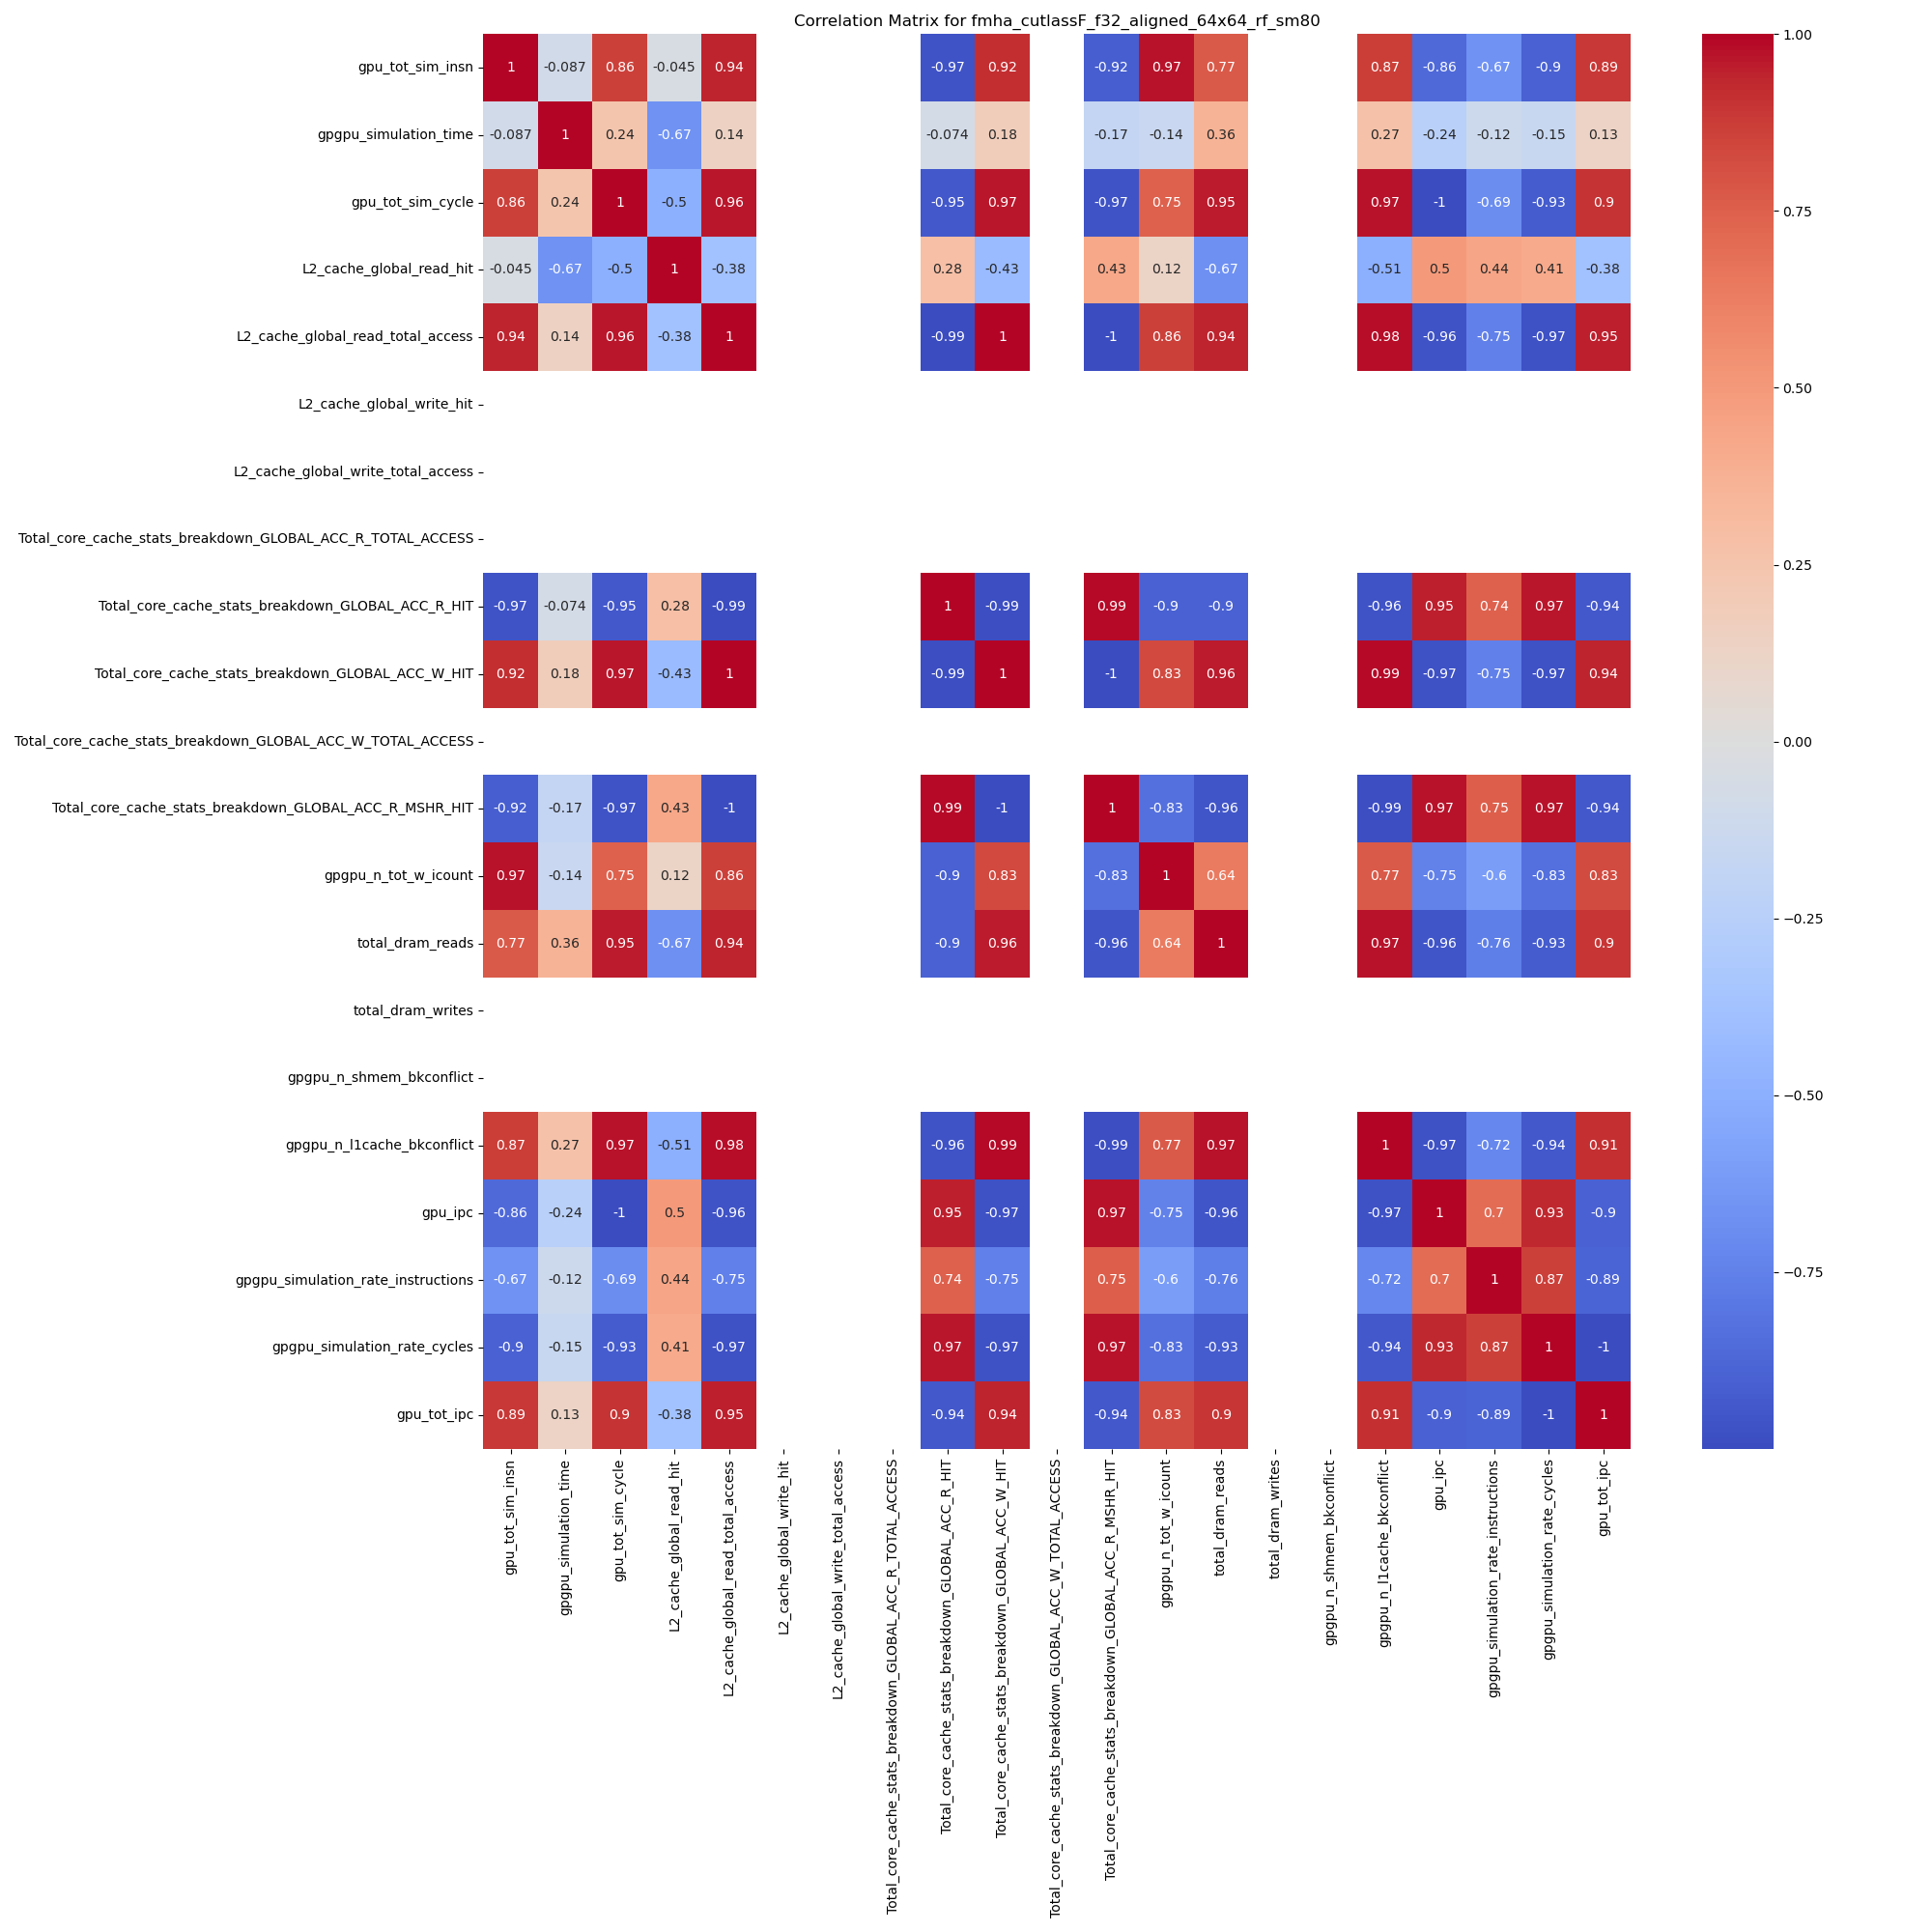 Correlation Matrix for fmha_cutlassF_f32_aligned_64x64_rf_sm80
gpu_tot_sim_insn 1 -0.087 0.86 -0.045 0.94 -0.97 0.92 -0.92 0.97 0.77 0.87 -0.86 -0.67 -0.9 0.89
gpgpu_simulation_time -0.087 1 0.24 -0.67 0.14 -0.074 0.18 -0.17 -0.14 0.36 0.27 -0.24 -0.12 -0.15 0.13
gpu_tot_sim_cycle 0.86 0.24 1 -0.5 0.96 -0.95 0.97 -0.97 0.75 0.95 0.97 -1 -0.69 -0.93 0.9
L2_cache_global_read_hit -0.045 -0.67 -0.5 1 -0.38 0.28 -0.43 0.43 0.12 -0.67 -0.51 0.5 0.44 0.41 -0.38
L2_cache_global_read_total_access 0.94 0.14 0.96 -0.38 1 -0.99 1 -1 0.86 0.94 0.98 -0.96 -0.75 -0.97 0.95
L2_cache_global_write_hit
L2_cache_global_write_total_access
Total_core_cache_stats_breakdown_GLOBAL_ACC_R_TOTAL_ACCESS
Total_core_cache_stats_breakdown_GLOBAL_ACC_R_HIT -0.97 -0.074 -0.95 0.28 -0.99 1 -0.99 0.99 -0.9 -0.9 -0.96 0.95 0.74 0.97 -0.94
Total_core_cache_stats_breakdown_GLOBAL_ACC_W_HIT 0.92 0.18 0.97 -0.43 1 -0.99 1 -1 0.83 0.96 0.99 -0.97 -0.75 -0.97 0.94
Total_core_cache_stats_breakdown_GLOBAL_ACC_W_TOTAL_ACCESS
Total_core_cache_stats_breakdown_GLOBAL_ACC_R_MSHR_HIT -0.92 -0.17 -0.97 0.43 -1 0.99 -1 1 -0.83 -0.96 -0.99 0.97 0.75 0.97 -0.94
gpgpu_n_tot_w_icount 0.97 -0.14 0.75 0.12 0.86 -0.9 0.83 -0.83 1 0.64 0.77 -0.75 -0.6 -0.83 0.83
total_dram_reads 0.77 0.36 0.95 -0.67 0.94 -0.9 0.96 -0.96 0.64 1 0.97 -0.96 -0.76 -0.93 0.9
total_dram_writes
gpgpu_n_shmem_bkconflict
gpgpu_n_l1cache_bkconflict 0.87 0.27 0.97 -0.51 0.98 -0.96 0.99 -0.99 0.77 0.97 1 -0.97 -0.72 -0.94 0.91
gpu_ipc -0.86 -0.24 -1 0.5 -0.96 0.95 -0.97 0.97 -0.75 -0.96 -0.97 1 0.7 0.93 -0.9
gpgpu_simulation_rate_instructions -0.67 -0.12 -0.69 0.44 -0.75 0.74 -0.75 0.75 -0.6 -0.76 -0.72 0.7 1 0.87 -0.89
gpgpu_simulation_rate_cycles -0.9 -0.15 -0.93 0.41 -0.97 0.97 -0.97 0.97 -0.83 -0.93 -0.94 0.93 0.87 1 -1
gpu_tot_ipc 0.89 0.13 0.9 -0.38 0.95 -0.94 0.94 -0.94 0.83 0.9 0.91 -0.9 -0.89 -1 1
gpu_tot_sim_insn
gpgpu_simulation_time
gpu_tot_sim_cycle
L2_cache_global_read_hit
L2_cache_global_read_total_access
L2_cache_global_write_hit
L2_cache_global_write_total_access
Total_core_cache_stats_breakdown_GLOBAL_ACC_R_TOTAL_ACCESS
Total_core_cache_stats_breakdown_GLOBAL_ACC_R_HIT
Total_core_cache_stats_breakdown_GLOBAL_ACC_W_HIT
Total_core_cache_stats_breakdown_GLOBAL_ACC_W_TOTAL_ACCESS
Total_core_cache_stats_breakdown_GLOBAL_ACC_R_MSHR_HIT
gpgpu_n_tot_w_icount
total_dram_reads
total_dram_writes
gpgpu_n_shmem_bkconflict
gpgpu_n_l1cache_bkconflict
gpu_ipc
gpgpu_simulation_rate_instructions
gpgpu_simulation_rate_cycles
gpu_tot_ipc
1.00
0.75
0.50
0.25
0.00
−0.25
−0.50
−0.75